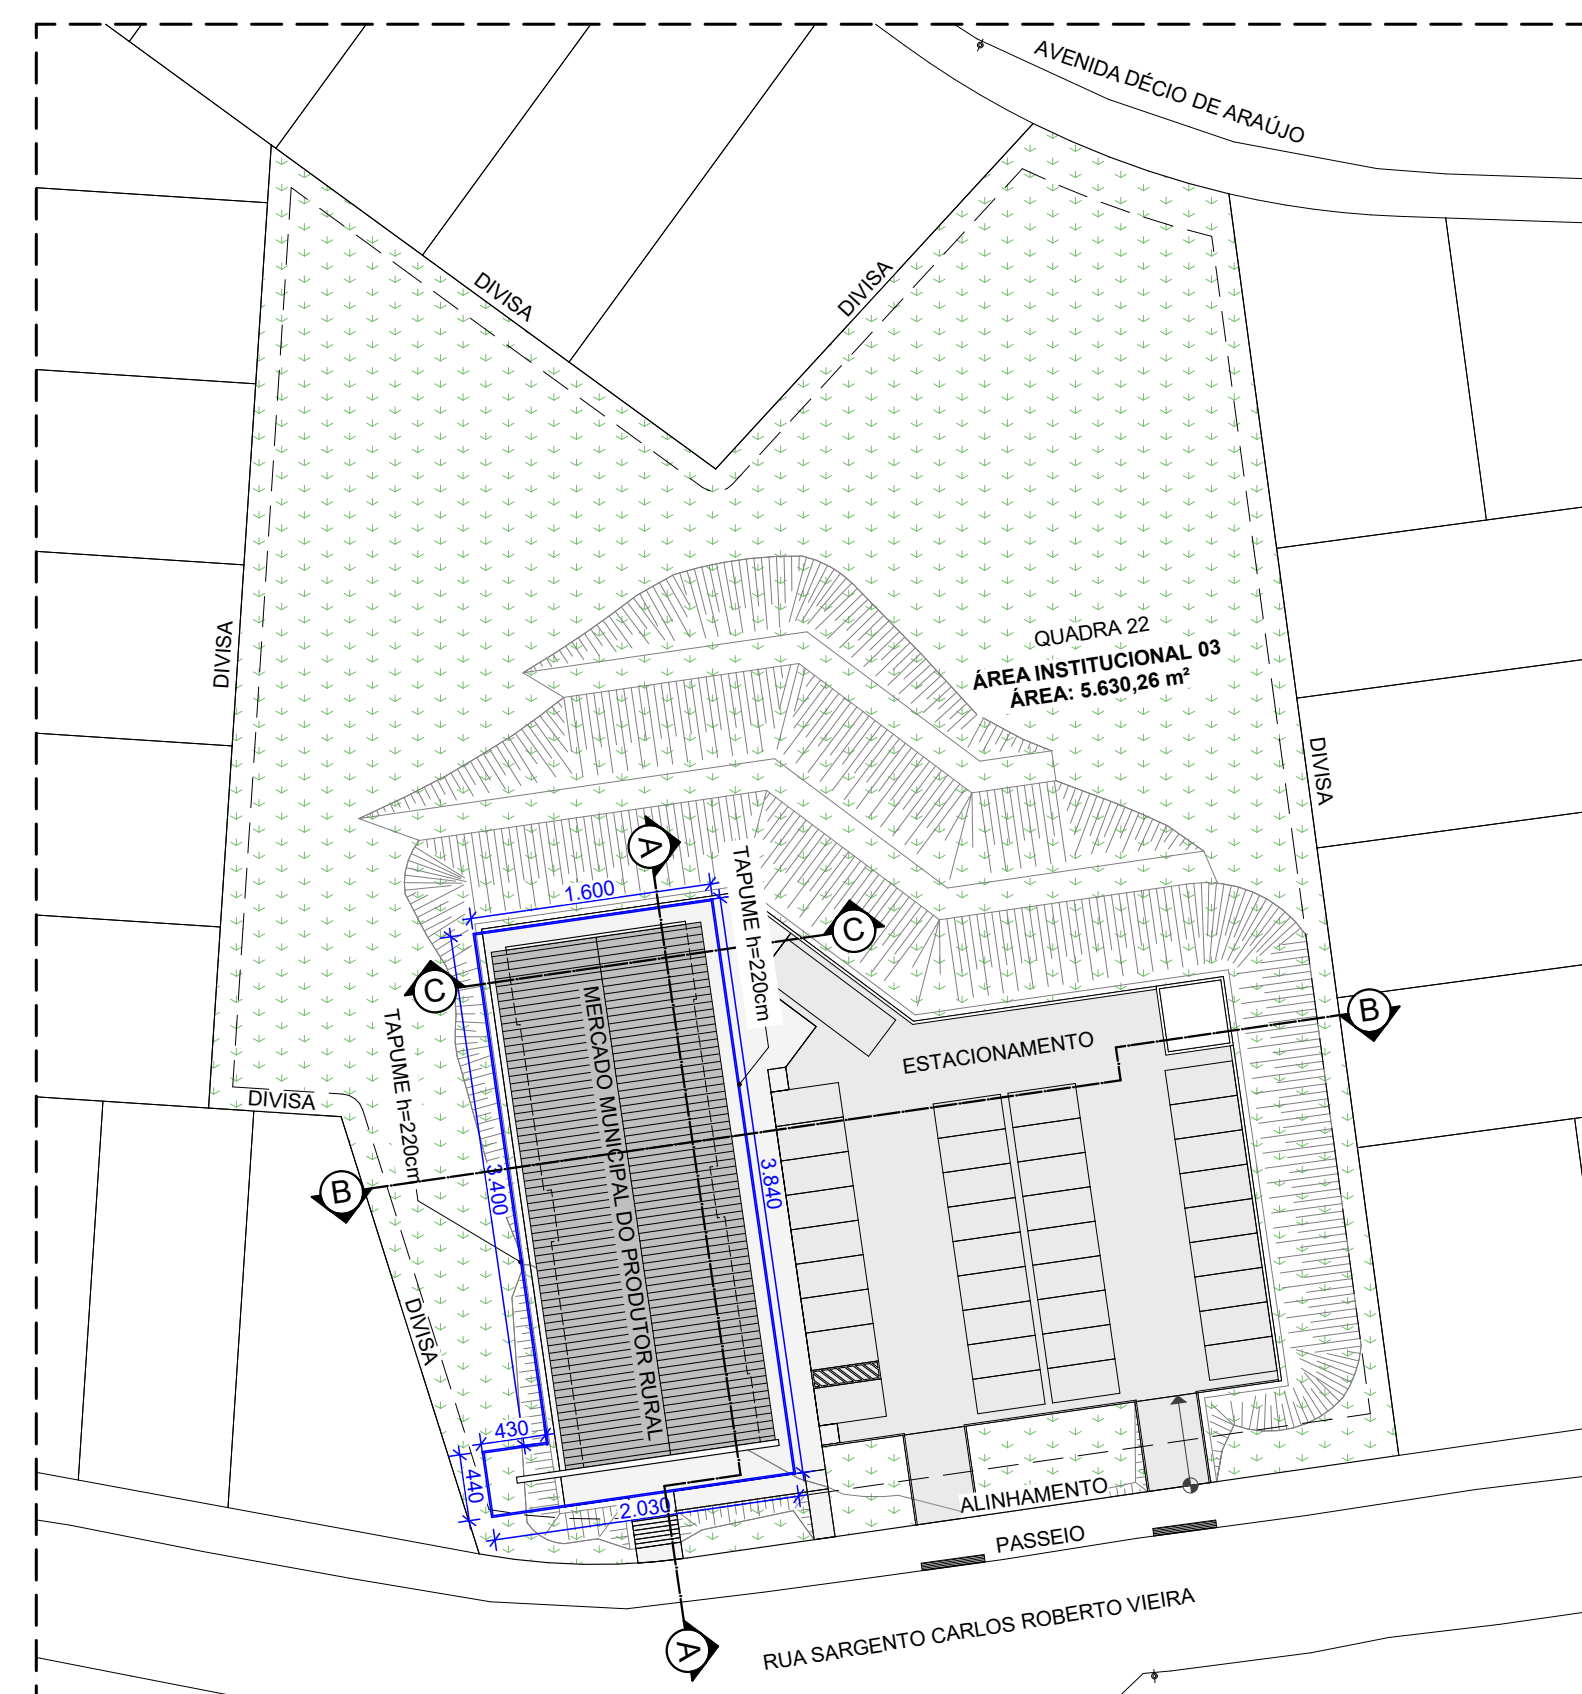 AVENIDA DÉCIO DE ARAÚJO
DIVISA
DIVISA
QUADRA 22
ÁREA INSTITUCIONAL 03
ÁREA: 5.630,26 m²
DIVISA
DIVISA
A
1.600
TAPUME h=220cm
C
C
B
MERCADO MUNICIPAL DO PRODUTOR RURAL
TAPUME h=220cm
ESTACIONAMENTO
DIVISA
3.400
3.840
B
DIVISA
430
440
2.030
ALINHAMENTO
PASSEIO
RUA SARGENTO CARLOS ROBERTO VIEIRA
A